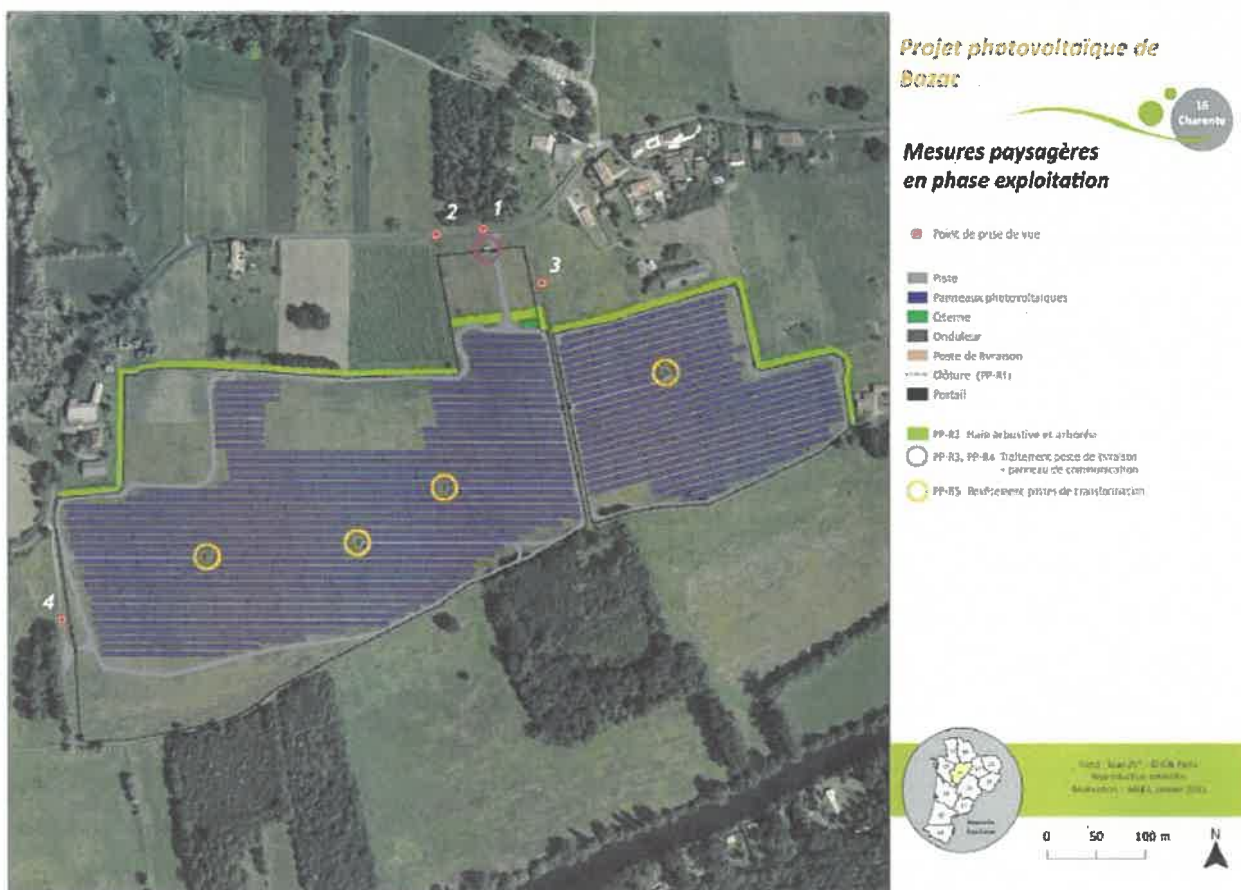 Projet photovoltaïque de
Bazac
16
Charente
Mesures paysagères
en phase exploitation
Point de prise de vue
Piste
Panneaux photovoltaïques
Citerne
Onduleur
Poste de livraison
Clôture (PP-R1)
Portail
PP-R2 Haie arbustive et arborée
PP-R3, PP-R4 Traitement poste de livraison
+ panneau de communication
PP-R5 Revêtement postes de transformation
1
2
3
4
Reproduction interdite
0 50 100 m
N